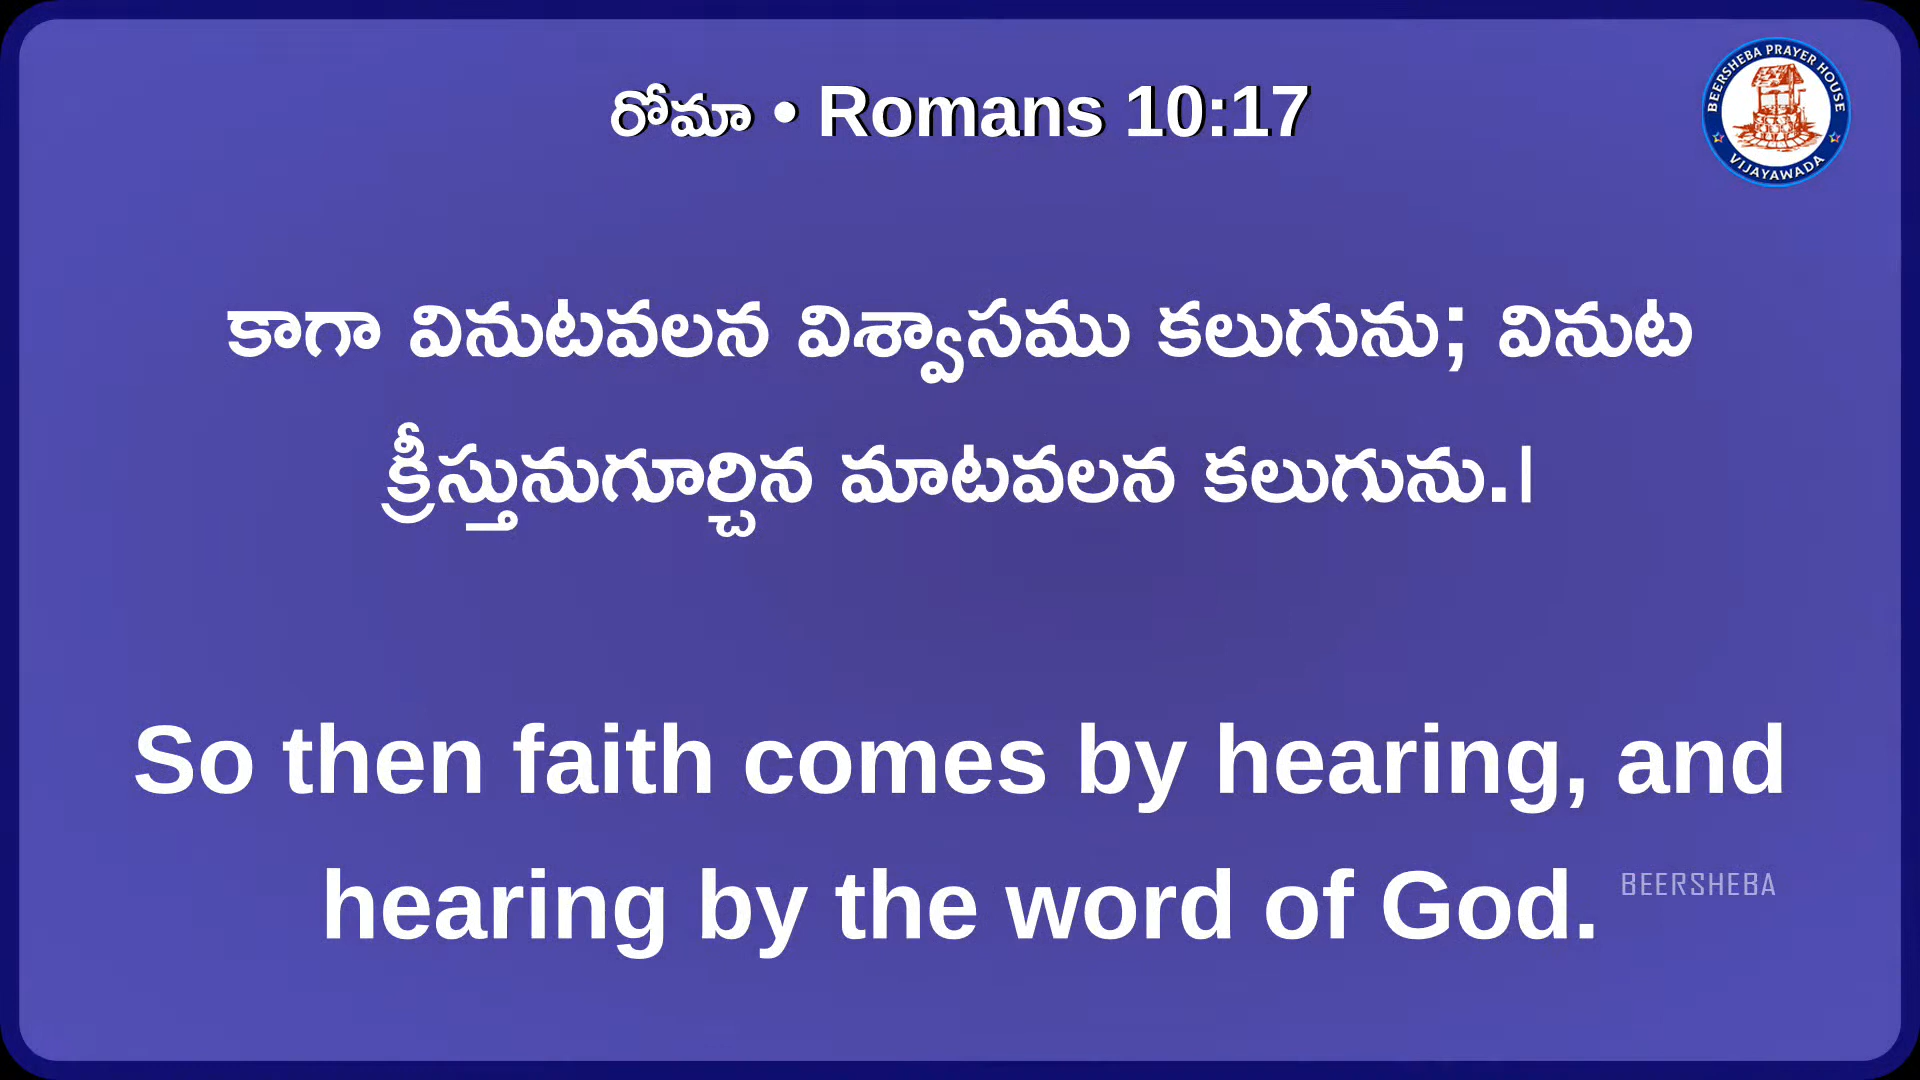 రోమా • Romans 10:17
BEERSHEBA PRAYER HOUSE
VIJAYAWADA
కాగా వినుటవలన విశ్వాసము కలుగును; వినుట
క్రీస్తునుగూర్చిన మాటవలన కలుగును.।
So then faith comes by hearing, and
hearing by the word of God.
BEERSHEBA